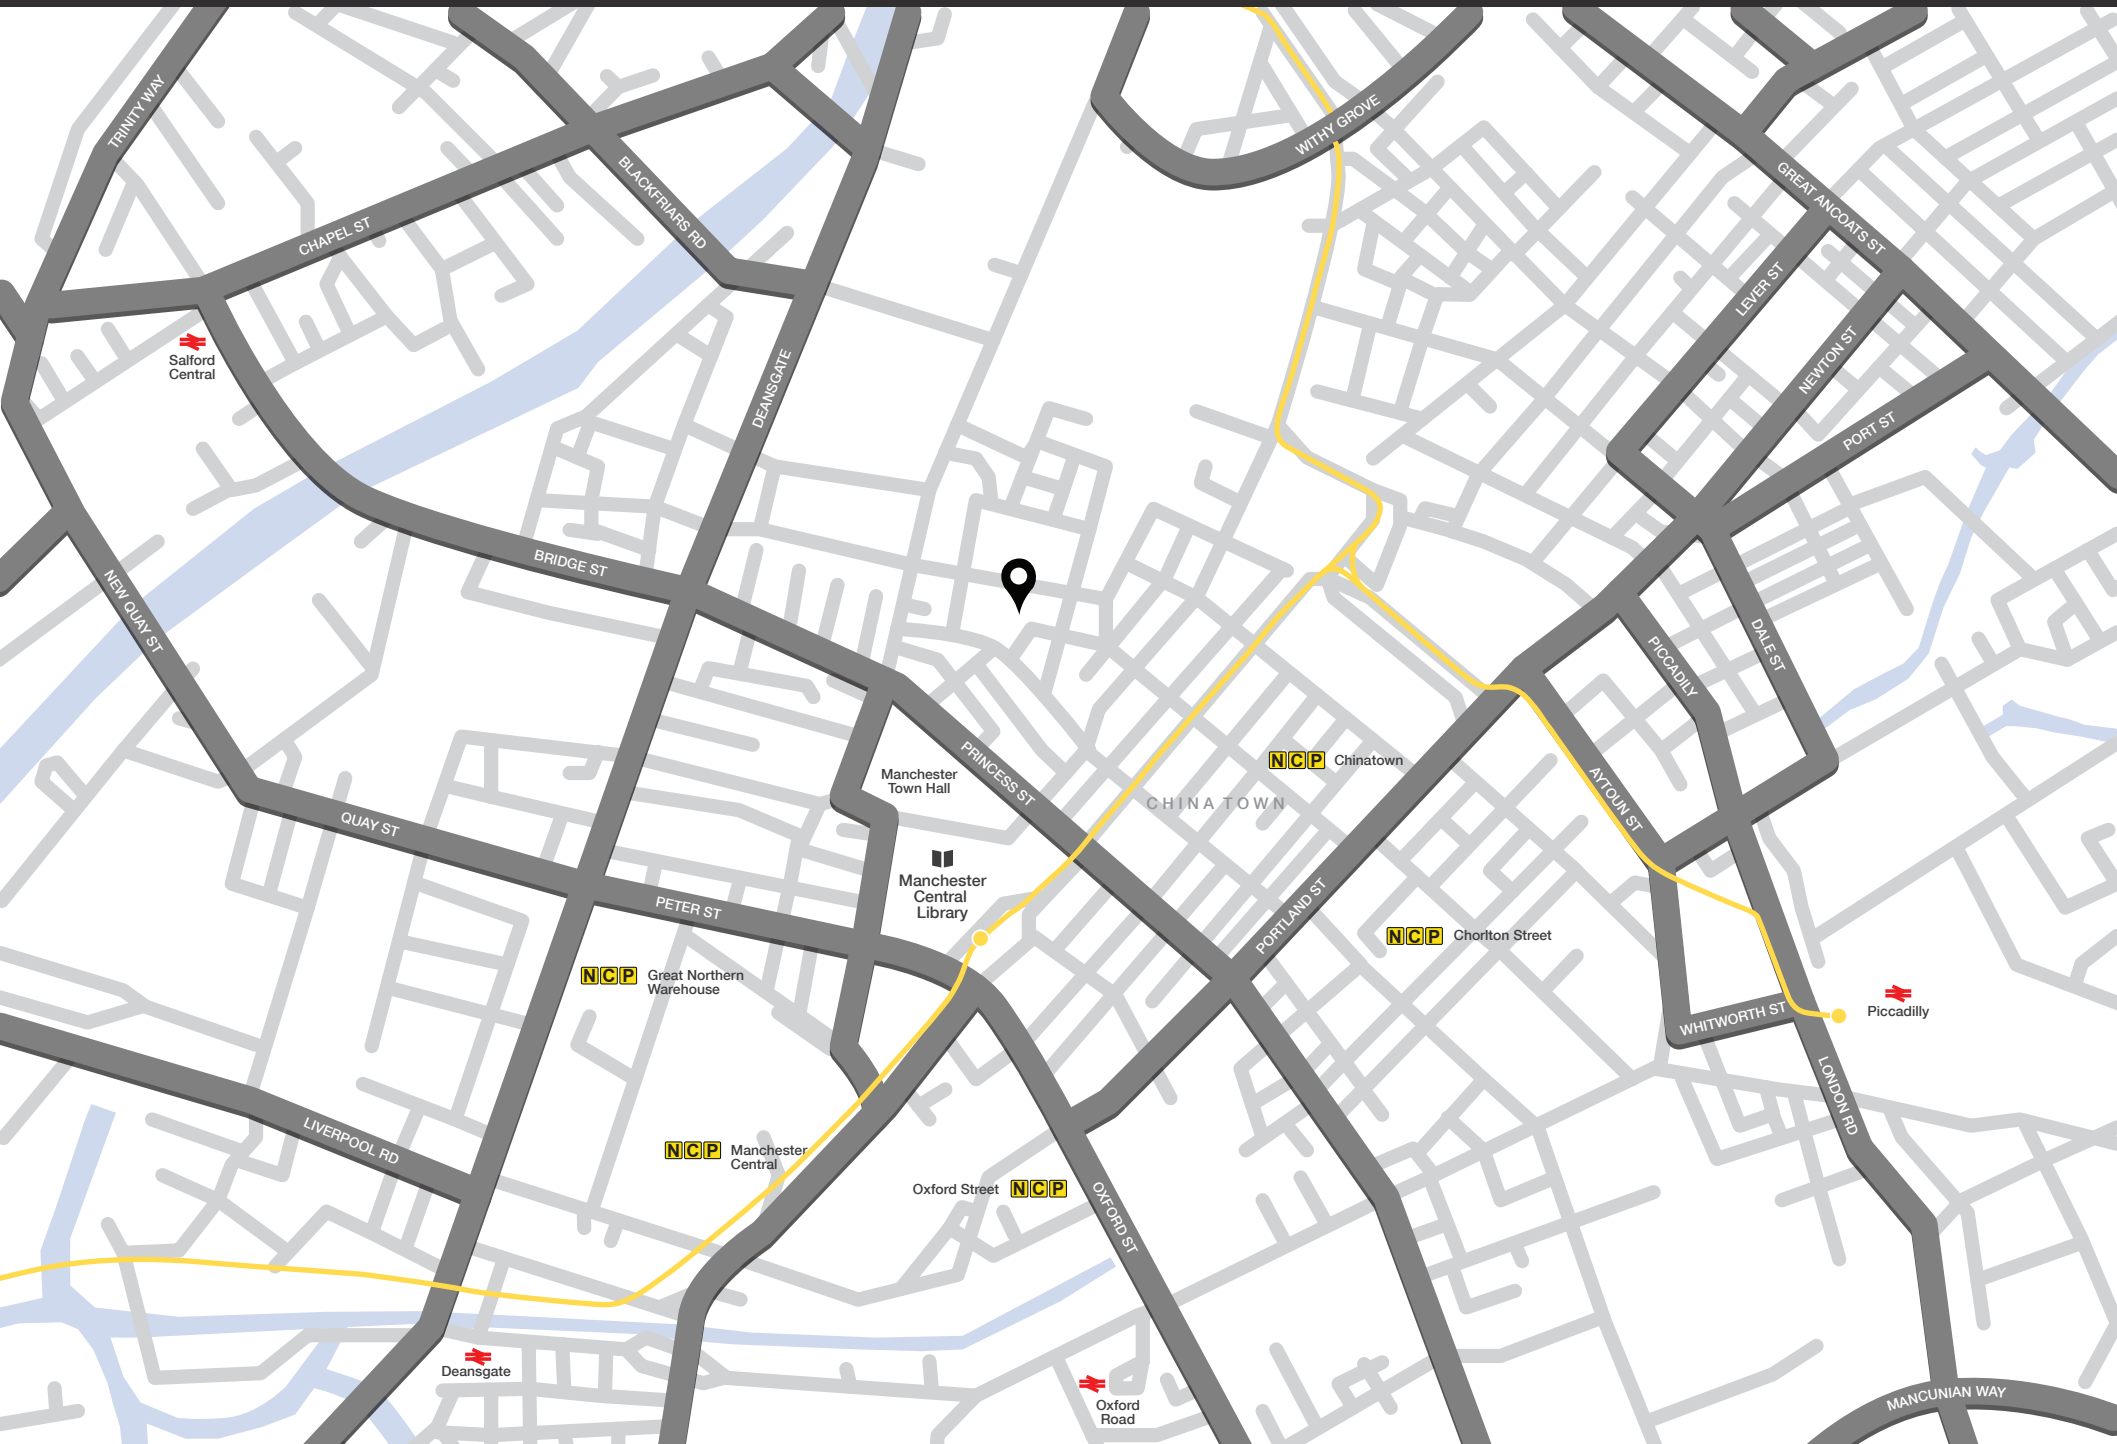 TRINITY WAY
WITHY GROVE
BLACKFRIARS RD
GREAT ANCOATS ST
CHAPEL ST
LEVER ST
Salford
Central
NEWTON ST
DEANSGATE
PORT ST
BRIDGE ST
NEW QUAY ST
DALE ST
PICCADILY
PRINCESS ST
NCP Chinatown
Manchester
Town Hall
CHINA TOWN
AYTOUN ST
QUAY ST
Manchester
Central
Library
PETER ST
PORTLAND ST
NCP Chorlton Street
NCP Great Northern
Warehouse
Piccadilly
WHITWORTH ST
LONDON RD
LIVERPOOL RD
NCP Manchester
Central
Oxford Street NCP
OXFORD ST
Deansgate
Oxford
Road
MANCUNIAN WAY